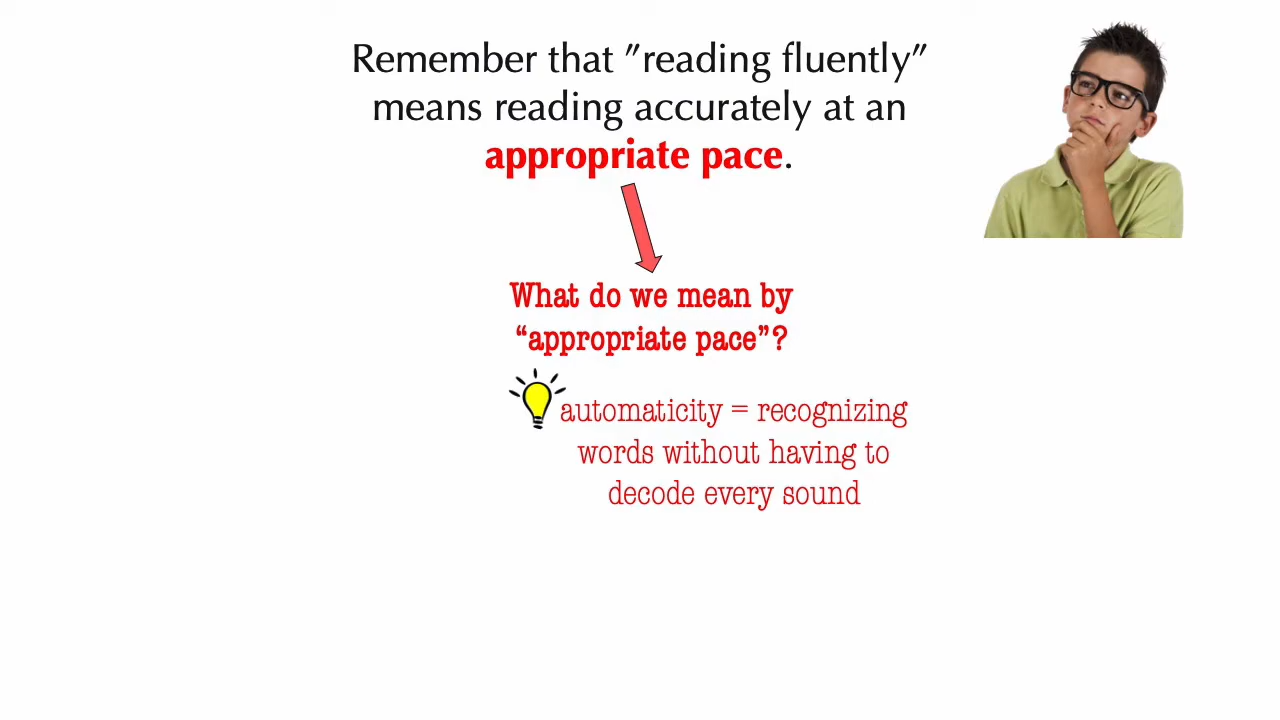 Remember that ”reading fluently”
means reading accurately at an
appropriate pace.
What do we mean by
“appropriate pace”?
automaticity = recognizing
words without having to
decode every sound